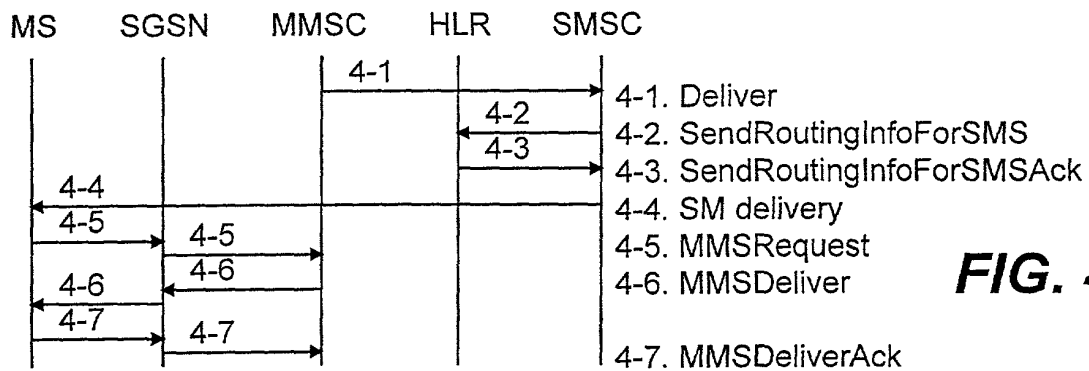 MS SGSN MMSC HLR SMSC
4-1
4-1. Deliver
4-2
4-2. SendRoutingInfoForSMS
4-3
4-3. SendRoutingInfoForSMSAck
4-4
4-4. SM delivery
4-5
4-5
4-5. MMSRequest
4-6
4-6. MMSDeliver
4-6
4-7
4-7
4-7. MMSDeliverAck
FIG.